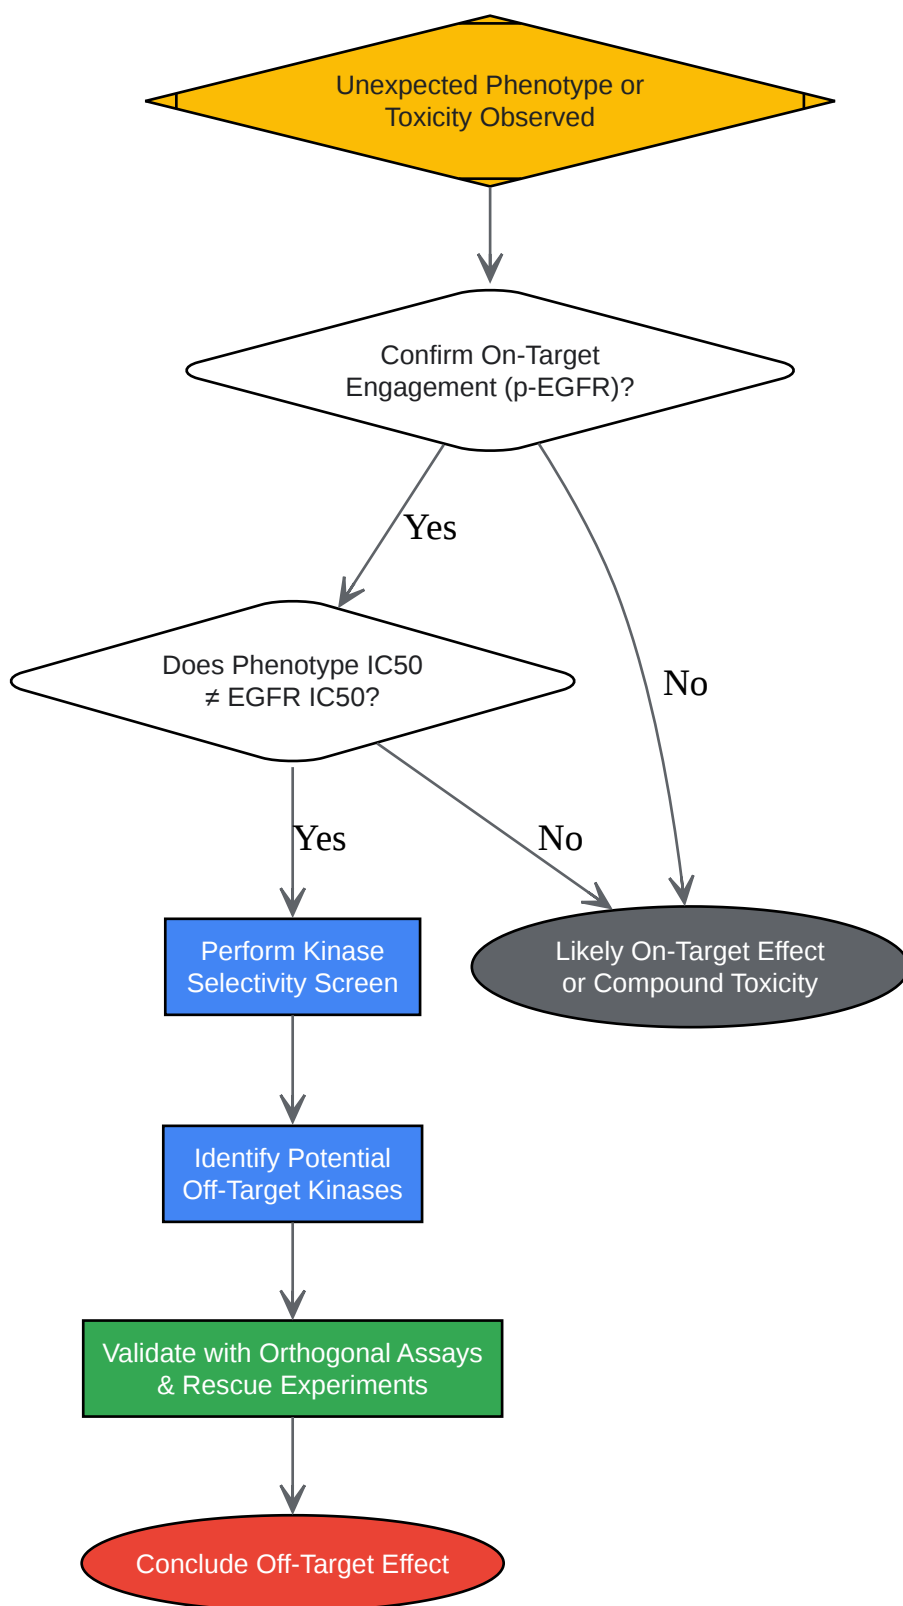 Unexpected Phenotype or
Toxicity Observed
Confirm On-Target
Engagement (p-EGFR)?
Yes
Does Phenotype IC50
≠ EGFR IC50?
No
Yes
No
Perform Kinase
Selectivity Screen
Likely On-Target Effect
or Compound Toxicity
Identify Potential
Off-Target Kinases
Validate with Orthogonal Assays
& Rescue Experiments
Conclude Off-Target Effect